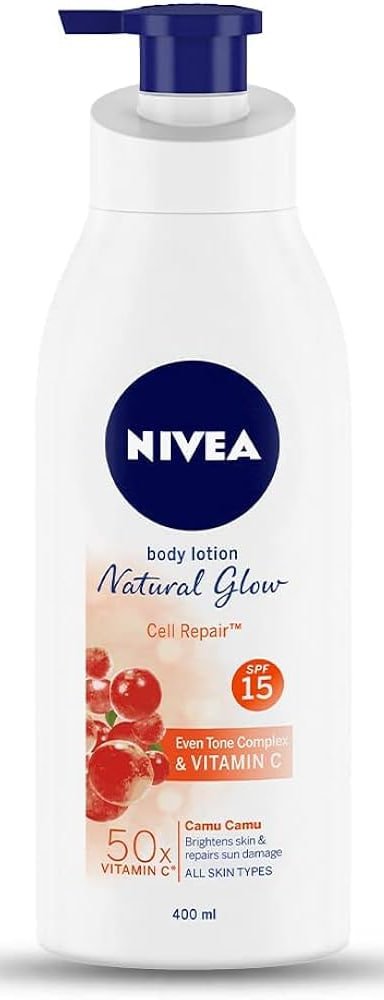 NIVEA
body lotion
Natural Glow
Cell Repair™
SPF
15
Even Tone Complex
& VITAMIN C
50x
VITAMIN C*
Camu Camu
Brightens skin &
repairs sun damage
ALL SKIN TYPES
400 ml